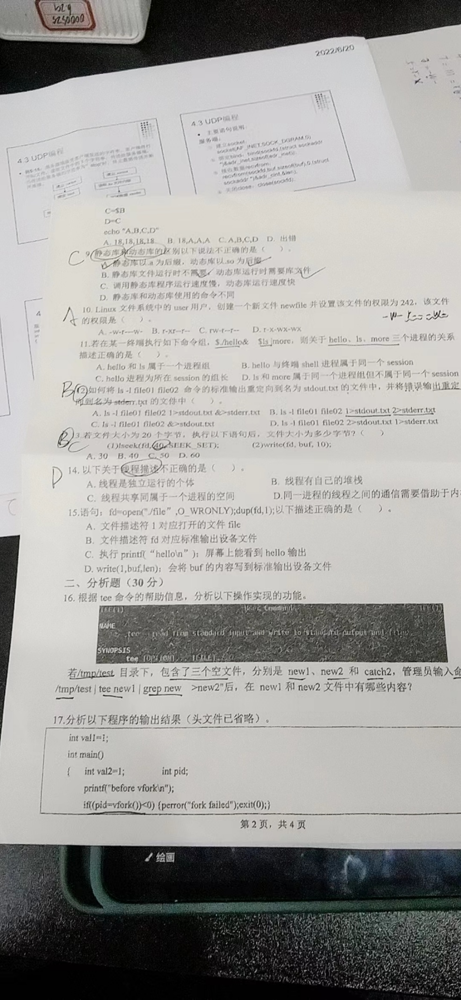 2022/6/20
4.3 UDP编程
4.3 UDP编程
• 主要语句说明:
服务端:
建立socket:
socket(AF_INET,SOCK_DGRAM,0)
绑定bind: bind(sockfd,(struct sockaddr
*)&adr_inet,sizeof(adr_inet));
接收数据recvfrom:
recvfrom(sockfd,buf,sizeof(buf),0,(struct
sockaddr *)&adr_clnt,&len);
关闭close: close(sockfd);
C=$B
D=C
echo "A,B,C,D"
A. 18,18,18,18 B. 18,A,A,A C. A,B,C,D D. 出错
C 9.静态库和动态库的区别以下说法不正确的是（ ）。
A. 静态库以.a 为后缀，动态库以.so 为后缀
B. 静态库文件运行时不需要，动态库运行时需要库文件
C. 调用静态库程序运行速度慢，动态库运行速度快
D. 静态库和动态库使用的命令不同
A 10. Linux 文件系统中的 user 用户，创建一个新文件 newfile 并设置该文件的权限为 242，该文件
的权限是（ ）。
A. -w-r---w- B. r-xr--r-- C. rw-r--r-- D. r-x-wx-wx
11.若在某一终端执行如下命令组，$./hello& $ls|more，则关于 hello、ls、more 三个进程的关系
描述正确的是（ ）。
A. hello 和 ls 属于一个进程组 B. hello 与终端 shell 进程属于同一个 session
C. hello 进程为所在 session 的组长 D. ls 和 more 属于同一个进程组但不属于同一个 session
B 12.如何将 ls -l file01 file02 命令的标准输出重定向到名为 stdout.txt 的文件中，并将错误输出重定
向到名为 stderr.txt 的文件中（ ）。
A. ls -l file01 file02 1>stdout.txt &>stderr.txt B. ls -l file01 file02 1>stdout.txt 2>stderr.txt
C. ls -l file01 file02 &>stdout.txt D. ls -l file01 file02 2>stdout.txt 1>stderr.txt
B C 3.若文件大小为 20 个字节，执行以下语句后，文件大小为多少字节?（ ）
(1)lseek(fd,40,SEEK_SET); (2)write(fd, buf, 10);
A. 30 B. 40 C. 50 D. 60
D 14. 以下关于线程描述不正确的是（ ）。
A. 线程是独立运行的个体 B. 线程有自己的堆栈
C. 线程共享同属于一个进程的空间 D.同一进程的线程之间的通信需要借助于内
15.语句：fd=open("./file",O_WRONLY);dup(fd,1);以下描述正确的是（ ）。
A. 文件描述符 1 对应打开的文件 file
B. 文件描述符 fd 对应标准输出设备文件
C. 执行 printf(“hello\n”)；屏幕上能看到 hello 输出
D. write(1,buf,len)；会将 buf 的内容写到标准输出设备文件
二、分析题（30 分）
16. 根据 tee 命令的帮助信息，分析以下操作实现的功能。
TEE(1) User Commands TEE(1)
NAME
tee - read from standard input and write to standard output and files
SYNOPSIS
tee [OPTION]... [FILE]...
若/tmp/test 目录下，包含了三个空文件，分别是 new1、new2 和 catch2，管理员输入命
/tmp/test | tee new1 | grep new >new2"后，在 new1 和 new2 文件中有哪些内容？
17.分析以下程序的输出结果（头文件已省略）。
int val1=1;
int main()
{ int val2=1; int pid;
printf("before vfork\n");
if((pid=vfork())<0) {perror("fork failed");exit(0);}
第 2 页，共 4 页
绘画